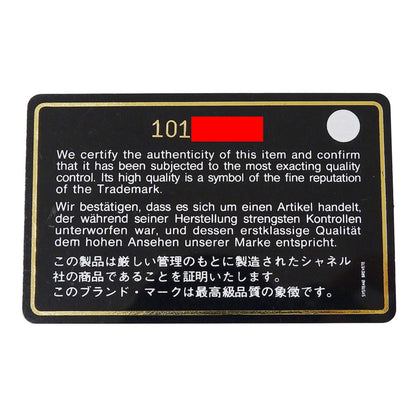 101
We certify the authenticity of this item and confirm
that it has been subjected to the most exacting quality
control. Its high quality is a symbol of the fine reputation
of the Trademark.
Wir bestätigen, dass es sich um einen Artikel handelt,
der während seiner Herstellung strengsten Kontrollen
unterworfen war, und dessen erstklassige Qualität
dem hohen Ansehen unserer Marke entspricht.
この製品は厳しい管理のもとに製造されたシャネル
社の商品であることを証明いたします。
このブランド・マークは最高級品質の象徴です。
SYSTEME BREVETE